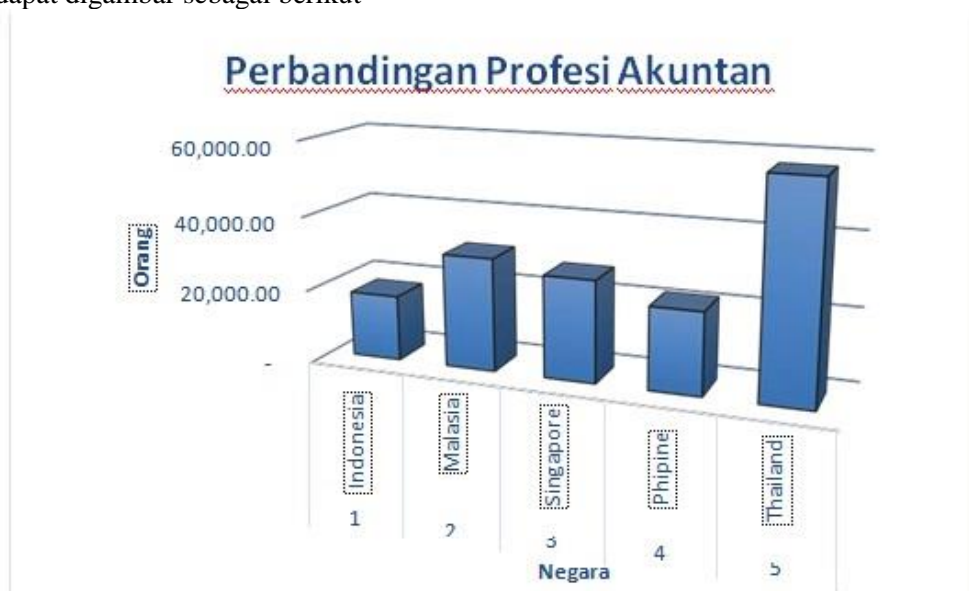 dapat digambar sebagai berikut
Perbandingan Profesi Akuntan
60,000.00
40,000.00
20,000.00
-
Orang
Indonesia
Malasia
Singapore
Phipine
Thailand
1
2
3
4
5
Negara